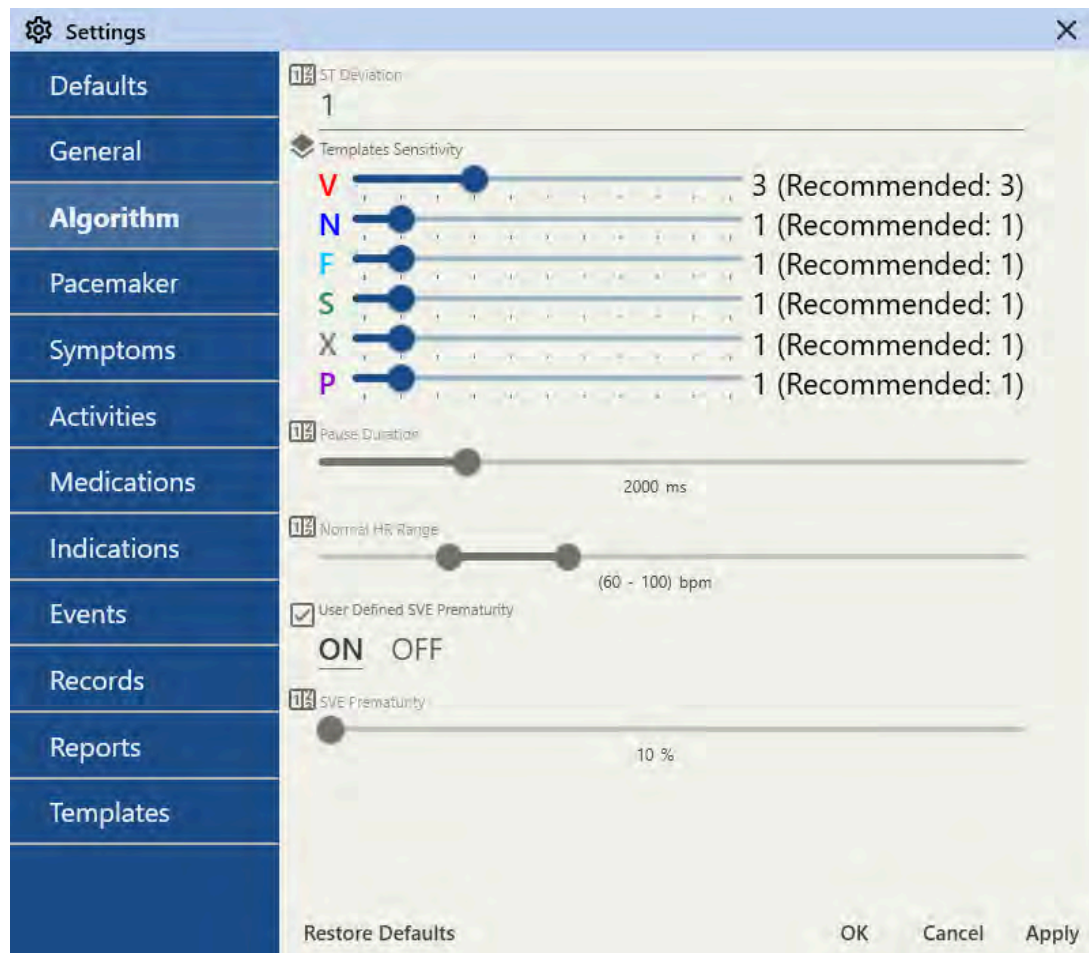 Settings
Defaults
General
Algorithm
Pacemaker
Symptoms
Activities
Medications
Indications
Events
Records
Reports
Templates
ST Deviation
1
Templates Sensitivity
V 3 (Recommended: 3)
N 1 (Recommended: 1)
F 1 (Recommended: 1)
S 1 (Recommended: 1)
X 1 (Recommended: 1)
P 1 (Recommended: 1)
Pause Duration
2000 ms
Normal HR Range
(60 - 100) bpm
User Defined SVE Prematurity
ON OFF
SVE Prematurity
10 %
Restore Defaults OK Cancel Apply